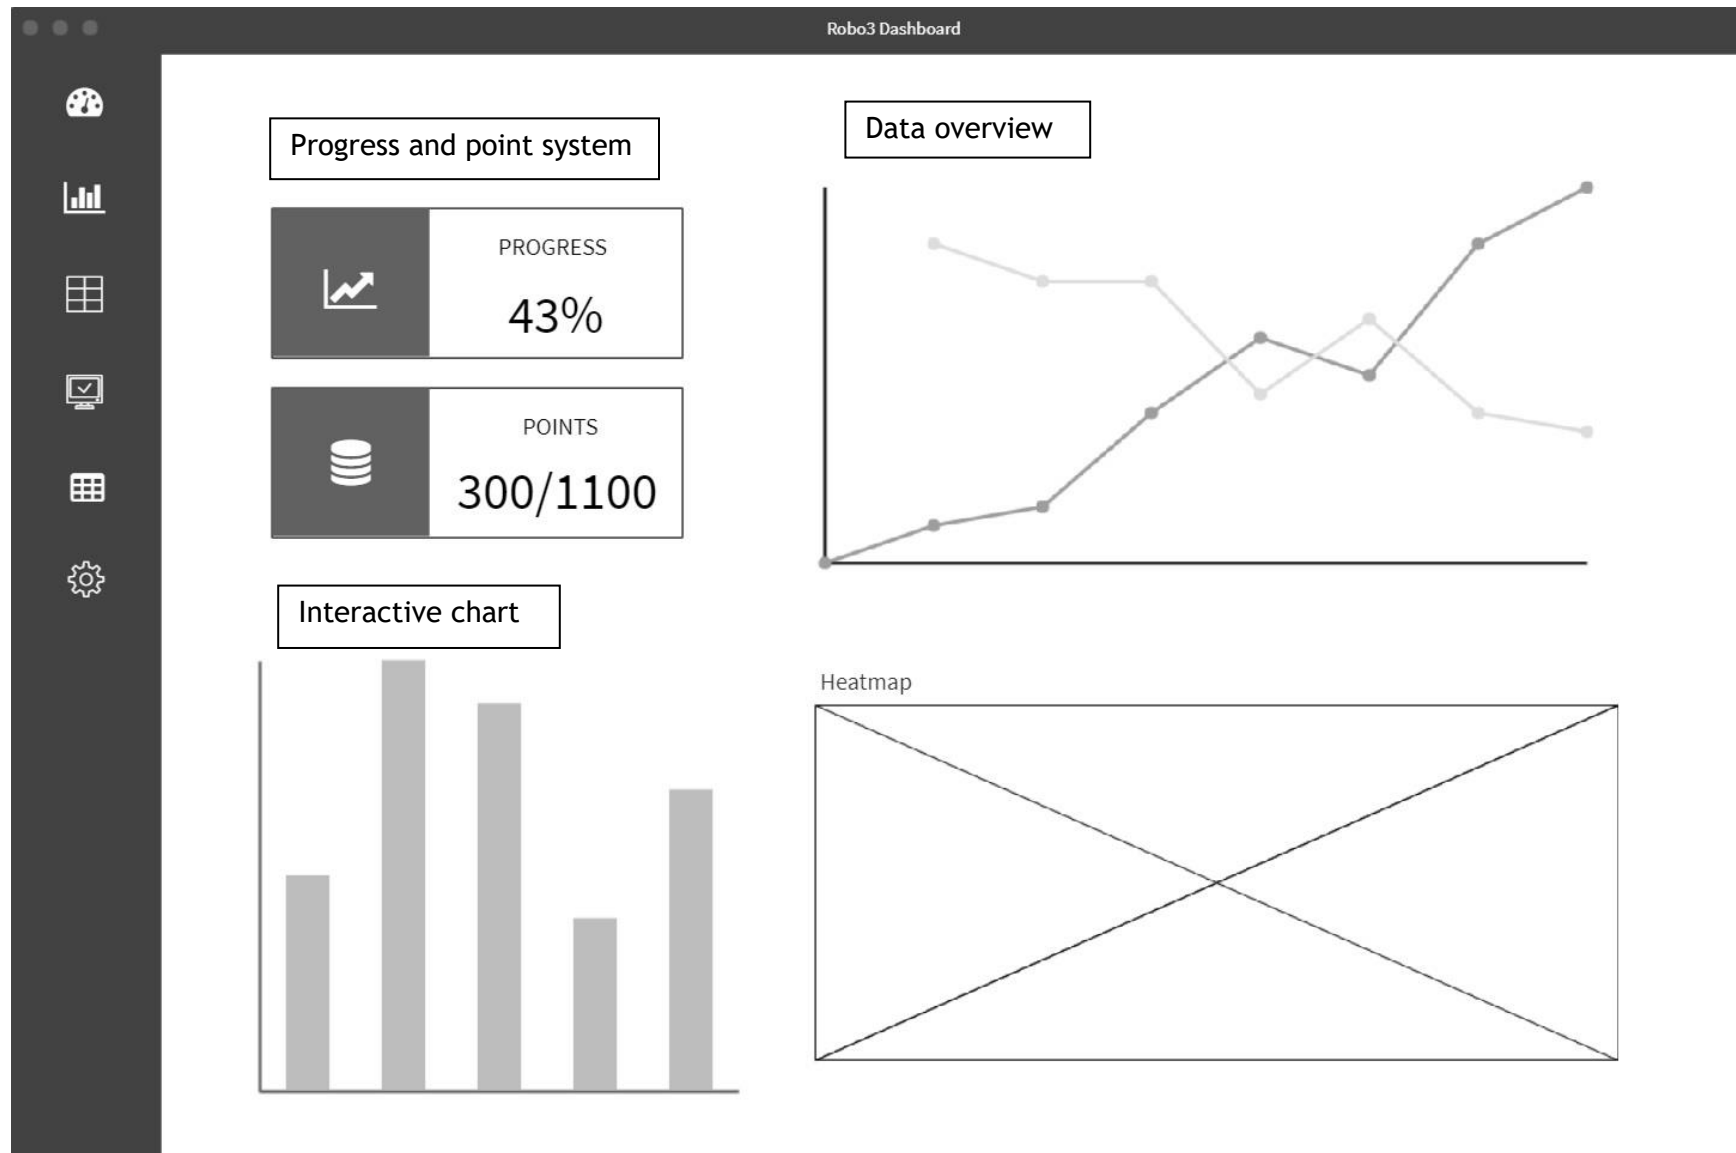 Robo3 Dashboard
Progress and point system
PROGRESS
43%
POINTS
300/1100
Data overview
Interactive chart
Heatmap